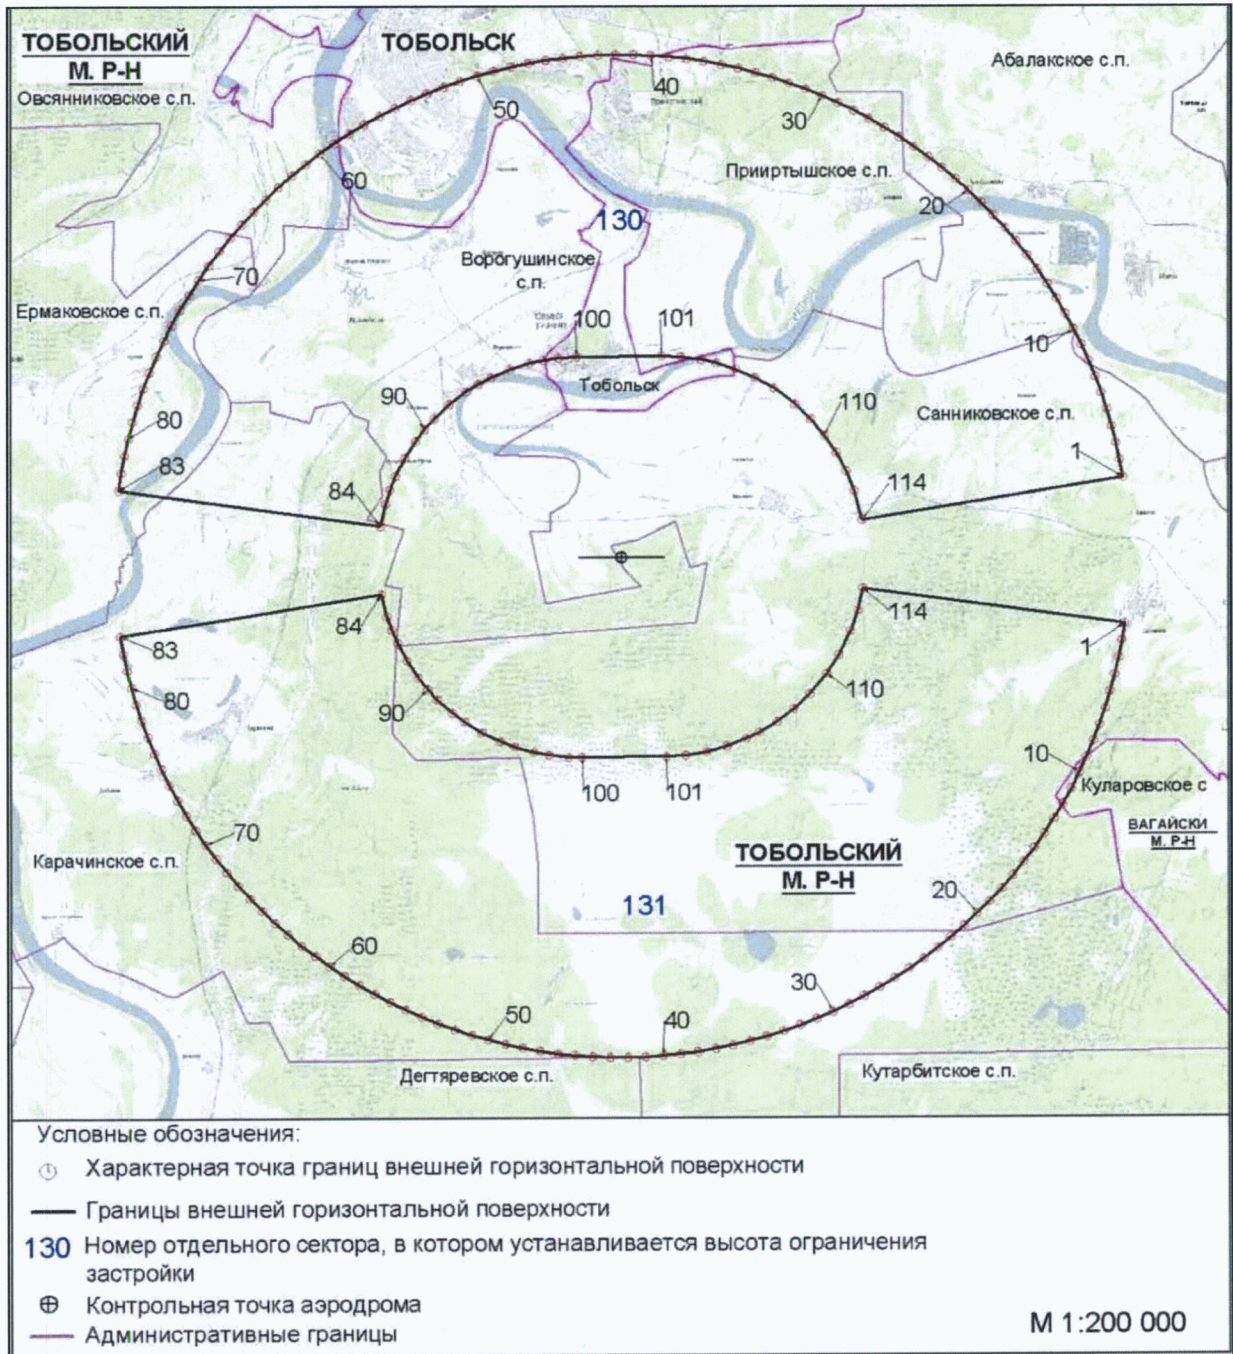 ТОБОЛЬСКИЙ
М. Р-Н
Овсянниковское с.п.
ТОБОЛЬСК
Абалакское с.п.
40
50
30
Прииртышское с.п.
60
20
130
Ворогушинское
с.п.
70
Ермаковское с.п.
100
101
10
Тобольск
90
110
Санниковское с.п.
80
83
1
84
114
84
114
83
1
80
90
110
10
Куларовское с
100
101
ВАГАЙСКИ
М. Р-Н
70
Карачинское с.п.
ТОБОЛЬСКИЙ
М. Р-Н
131
20
60
30
50
40
Дегтяревское с.п.
Кутарбитское с.п.
Условные обозначения:
Характерная точка границ внешней горизонтальной поверхности
Границы внешней горизонтальной поверхности
130 Номер отдельного сектора, в котором устанавливается высота ограничения
застройки
Контрольная точка аэродрома
Административные границы
М 1:200 000